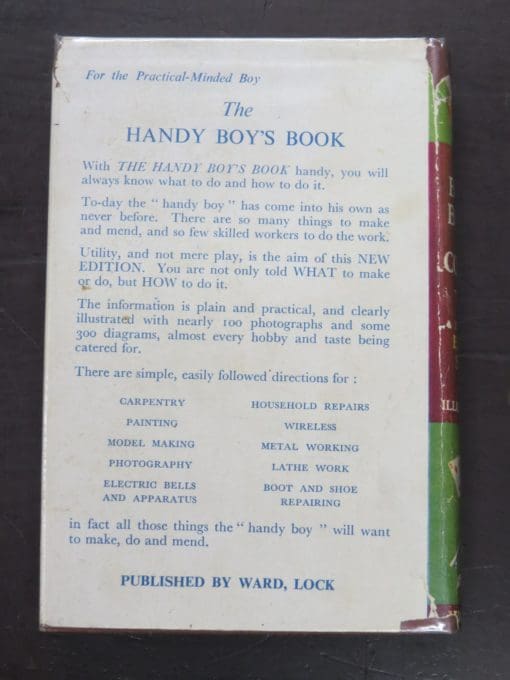 For the Practical-Minded Boy
The
HANDY BOY'S BOOK
With THE HANDY BOY'S BOOK handy, you will
always know what to do and how to do it.
To-day the " handy boy " has come into his own as
never before. There are so many things to make
and mend, and so few skilled workers to do the work.
Utility, and not mere play, is the aim of this NEW
EDITION. You are not only told WHAT to make
or do, but HOW to do it.
The information is plain and practical, and clearly
illustrated with nearly 100 photographs and some
300 diagrams, almost every hobby and taste being
catered for.
There are simple, easily followed directions for :
CARPENTRY
PAINTING
MODEL MAKING
PHOTOGRAPHY
ELECTRIC BELLS
AND APPARATUS
HOUSEHOLD REPAIRS
WIRELESS
METAL WORKING
LATHE WORK
BOOT AND SHOE
REPAIRING
in fact all those things the " handy boy " will want
to make, do and mend.
PUBLISHED BY WARD, LOCK